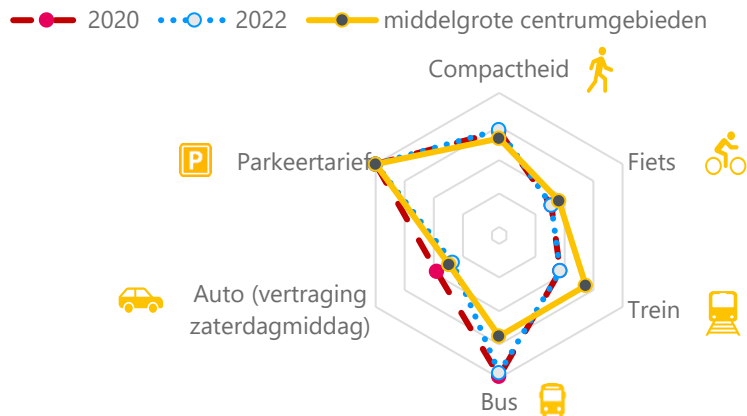 2020 2022 middelgrote centrumgebieden
Compactheid
P Parkeertarief Fiets
Auto (vertraging
zaterdagmiddag)
Trein
Bus